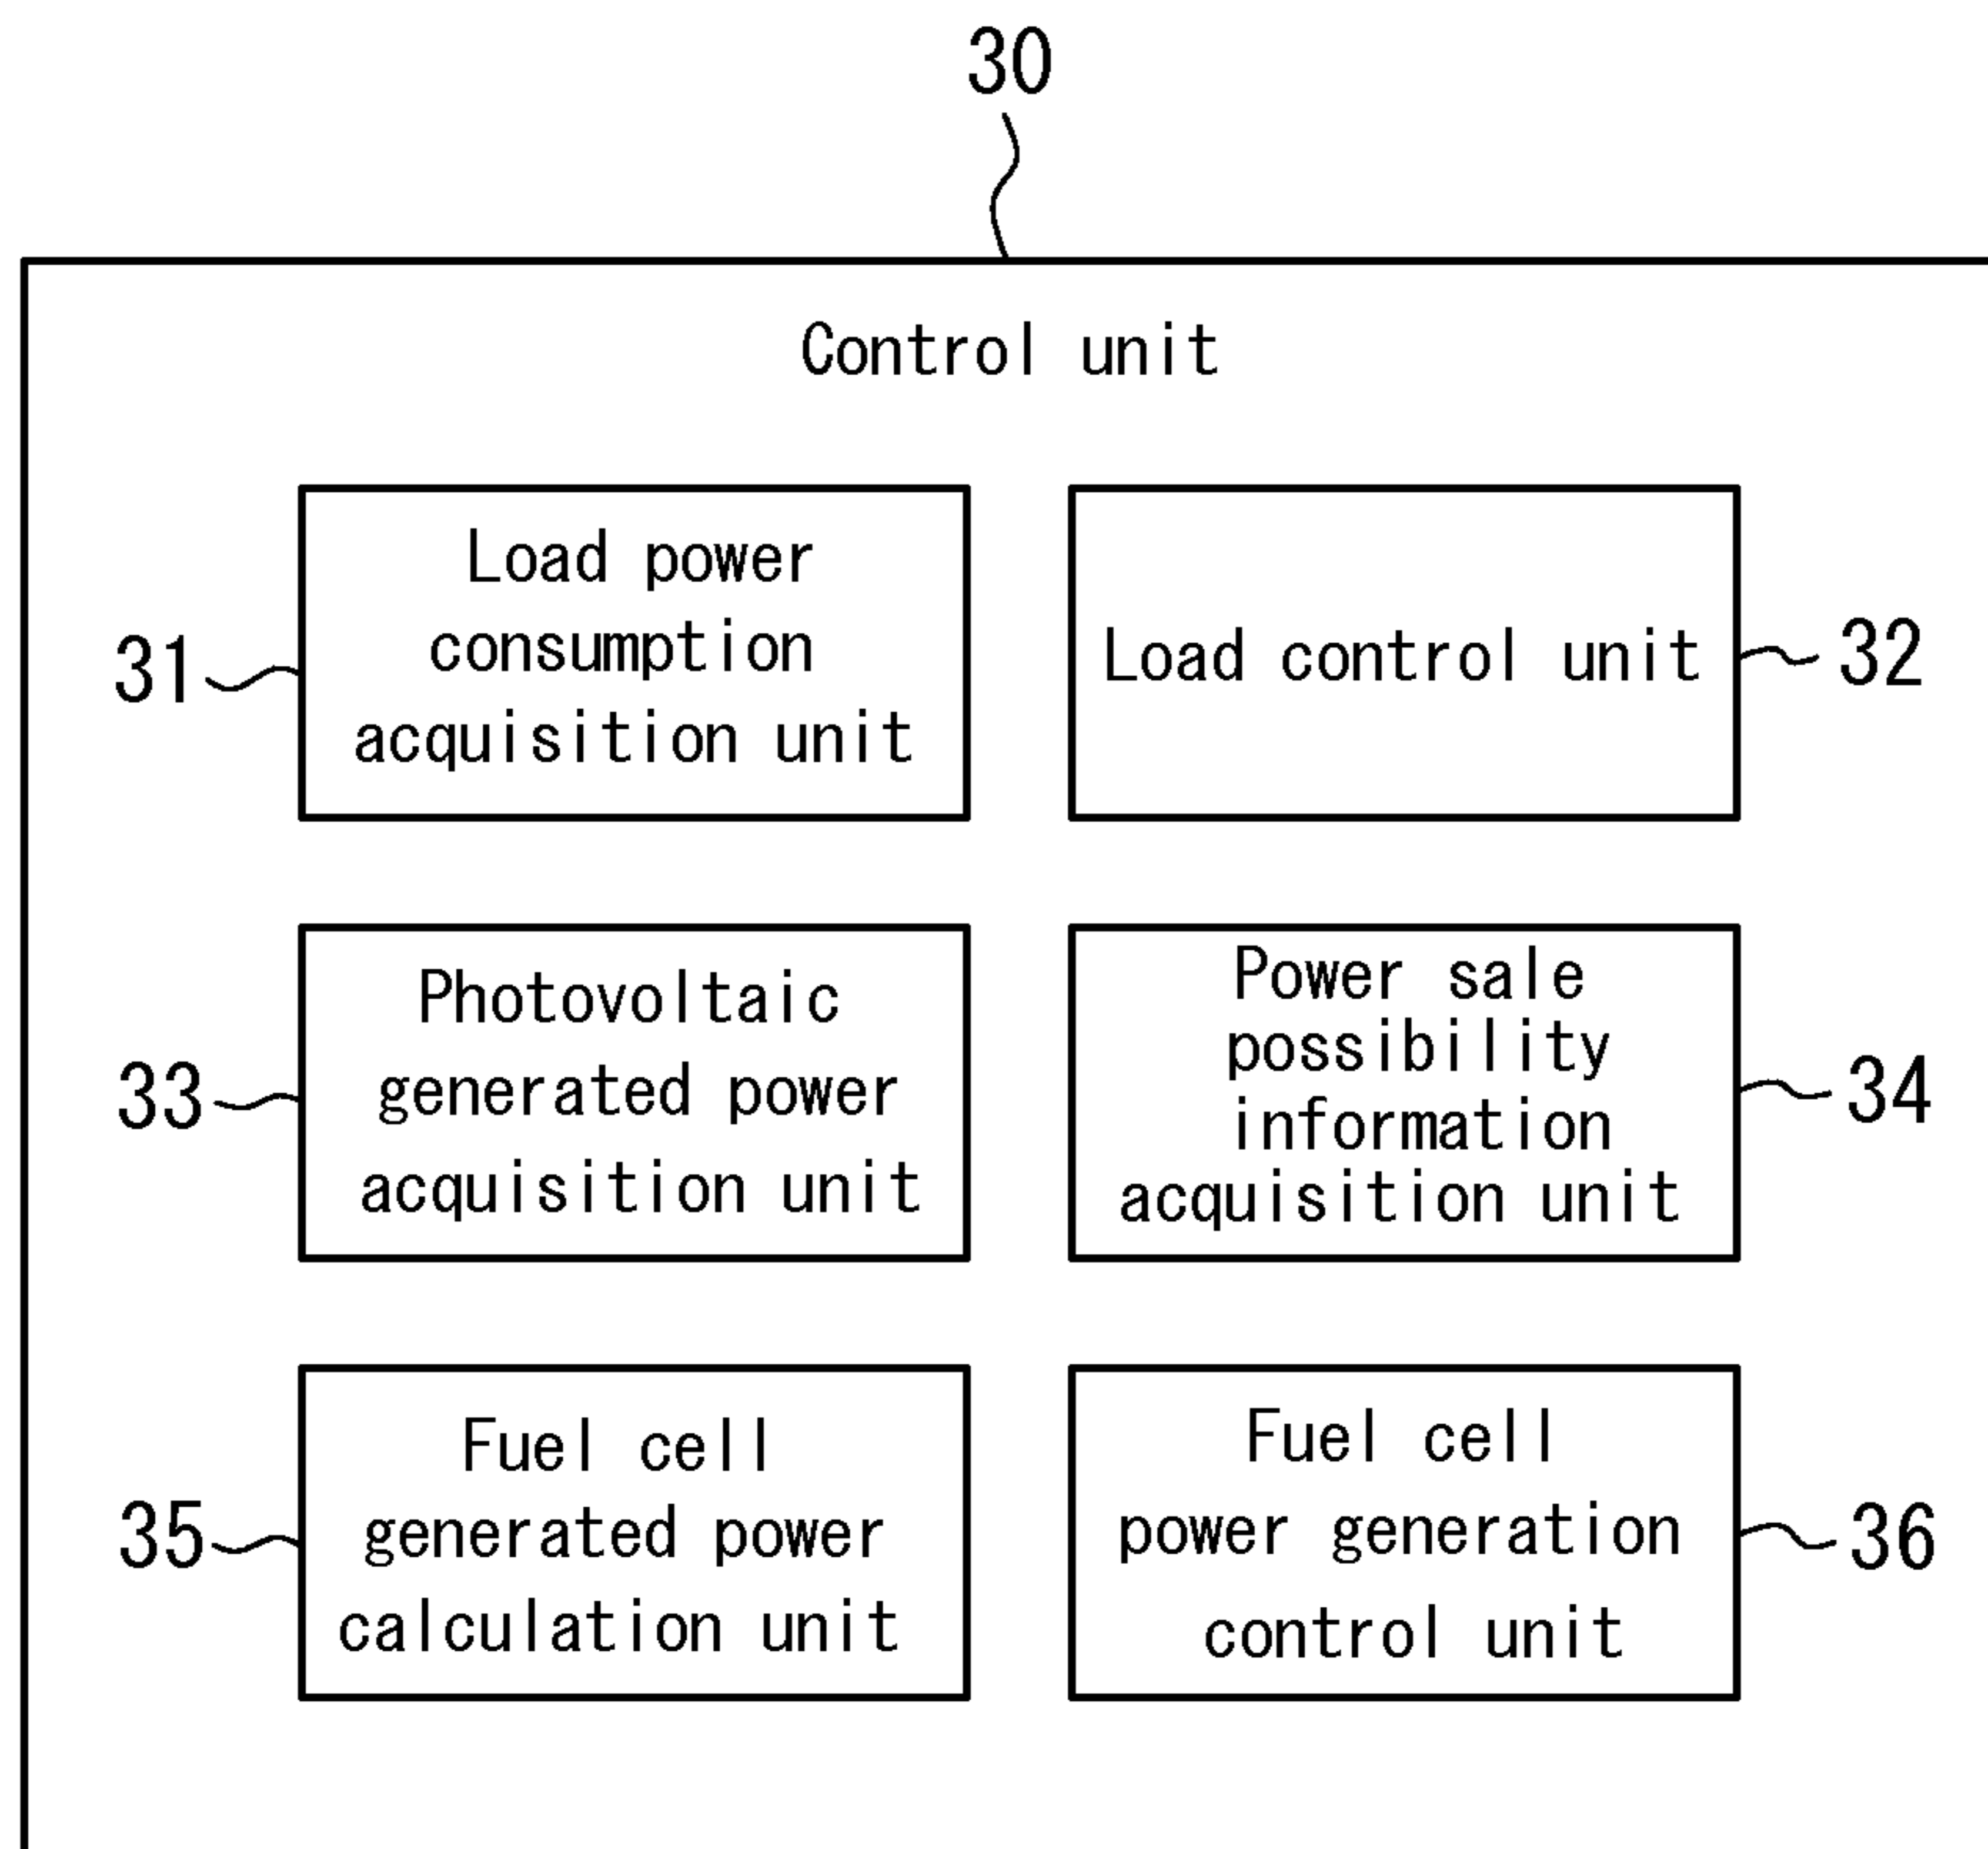 30
Control unit
Load power
consumption
acquisition unit
31
Load control unit
32
Photovoltaic
generated power
acquisition unit
33
Power sale
possibility
information
acquisition unit
34
Fuel cell
generated power
calculation unit
35
Fuel cell
power generation
control unit
36